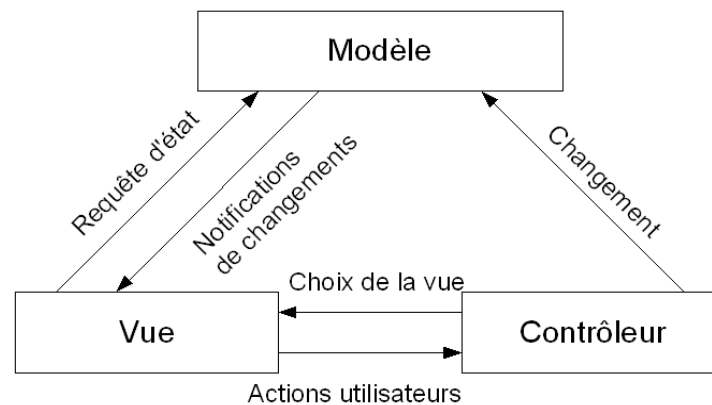 Modèle
Requête d'état
Notifications
de changements
Changement
Choix de la vue
Vue
Contrôleur
Actions utilisateurs